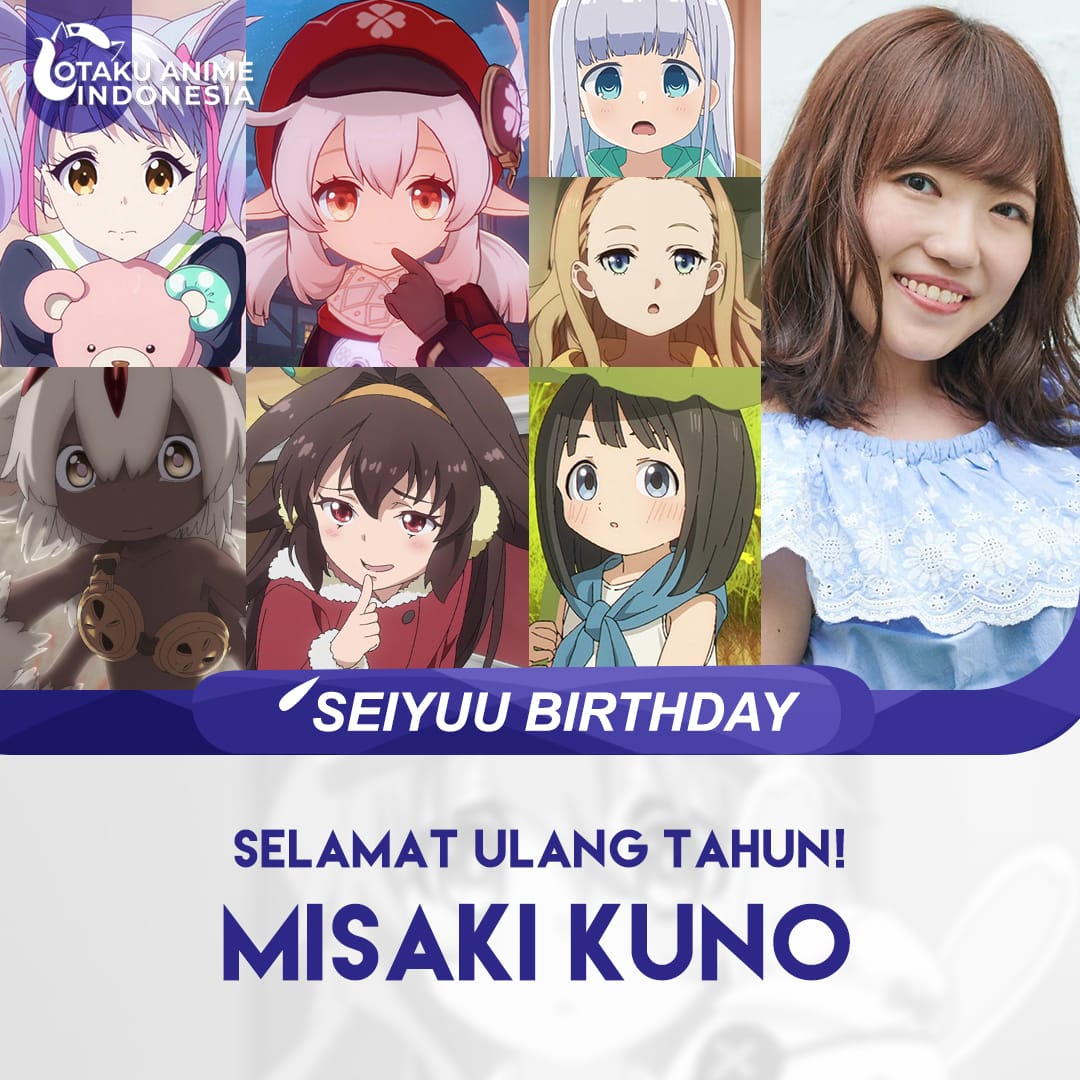 OTAKU ANIME
INDONESIA
SEIYUU BIRTHDAY
SELAMAT ULANG TAHUN!
MISAKI KUNO